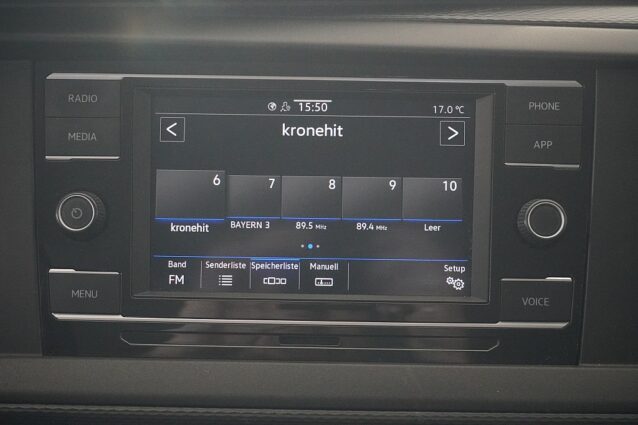 RADIO
MEDIA
MENU
15:50
17.0 °C
<
kronehit
>
6
7
8
9
10
kronehit
BAYERN 3
89.5 MHz
89.4 MHz
Leer
Band
FM
Senderliste
Speicherliste
Manuell
Setup
PHONE
APP
VOICE